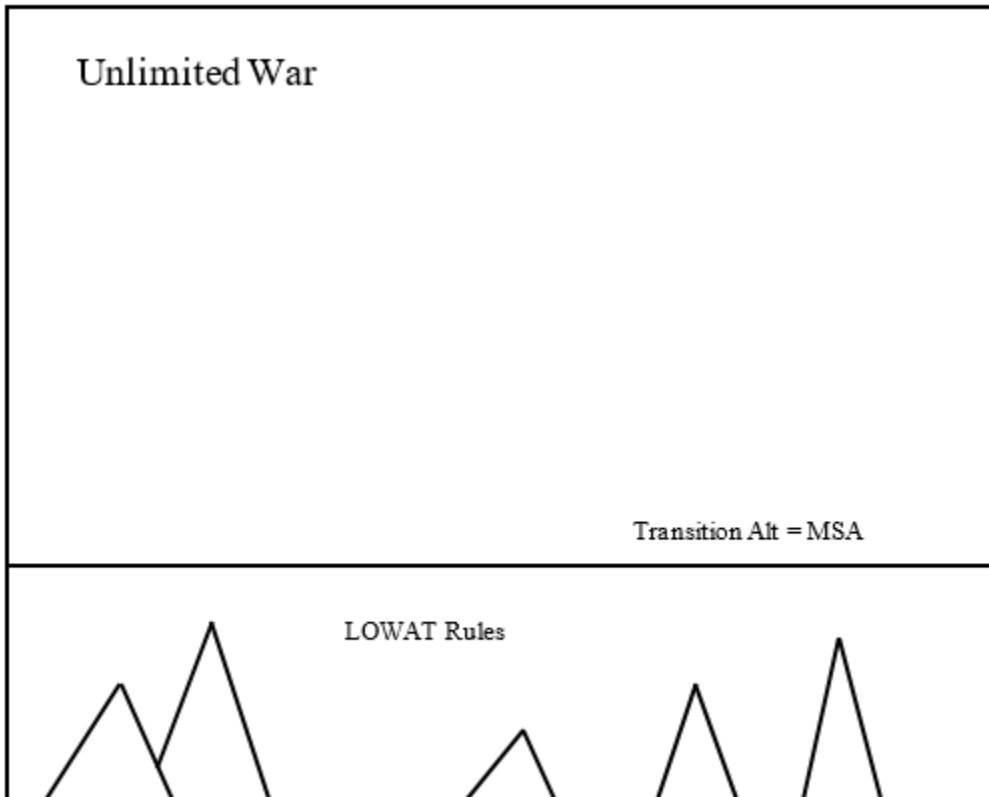 Unlimited War
Transition Alt = MSA
LOWAT Rules